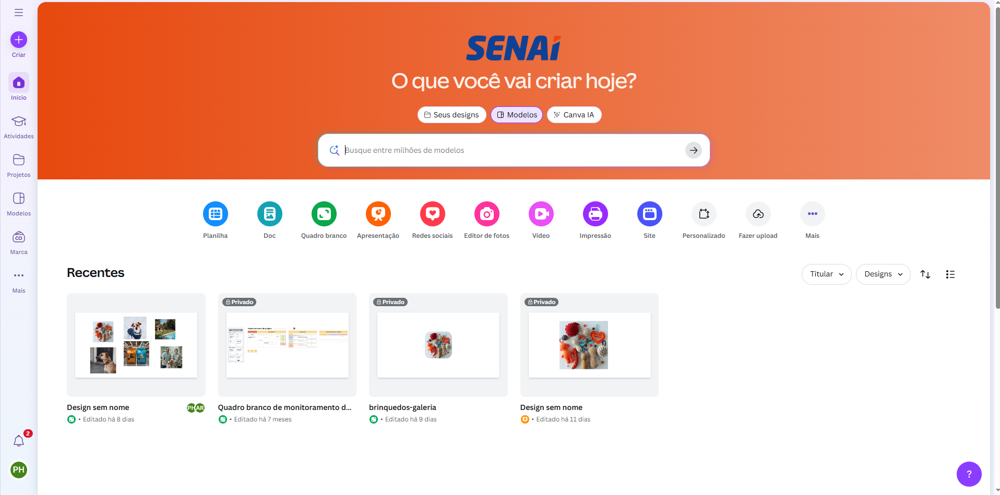 Criar
Início
Atividades
Projetos
Modelos
CO
Marca
Mais
2
PH
SENAI
O que você vai criar hoje?
Seus designs
Modelos
Canva IA
Busque entre milhões de modelos
Planilha
Doc
Quadro branco
Apresentação
Redes sociais
Editor de fotos
Vídeo
Impressão
Site
Personalizado
Fazer upload
Mais
Recentes
Titular
Designs
Privado
Privado
Privado
Monitoramento de projeto
Design sem nome
PH AR
• Editado há 8 dias
Quadro branco de monitoramento d...
• Editado há 7 meses
brinquedos-galeria
• Editado há 9 dias
Design sem nome
• Editado há 11 dias
?